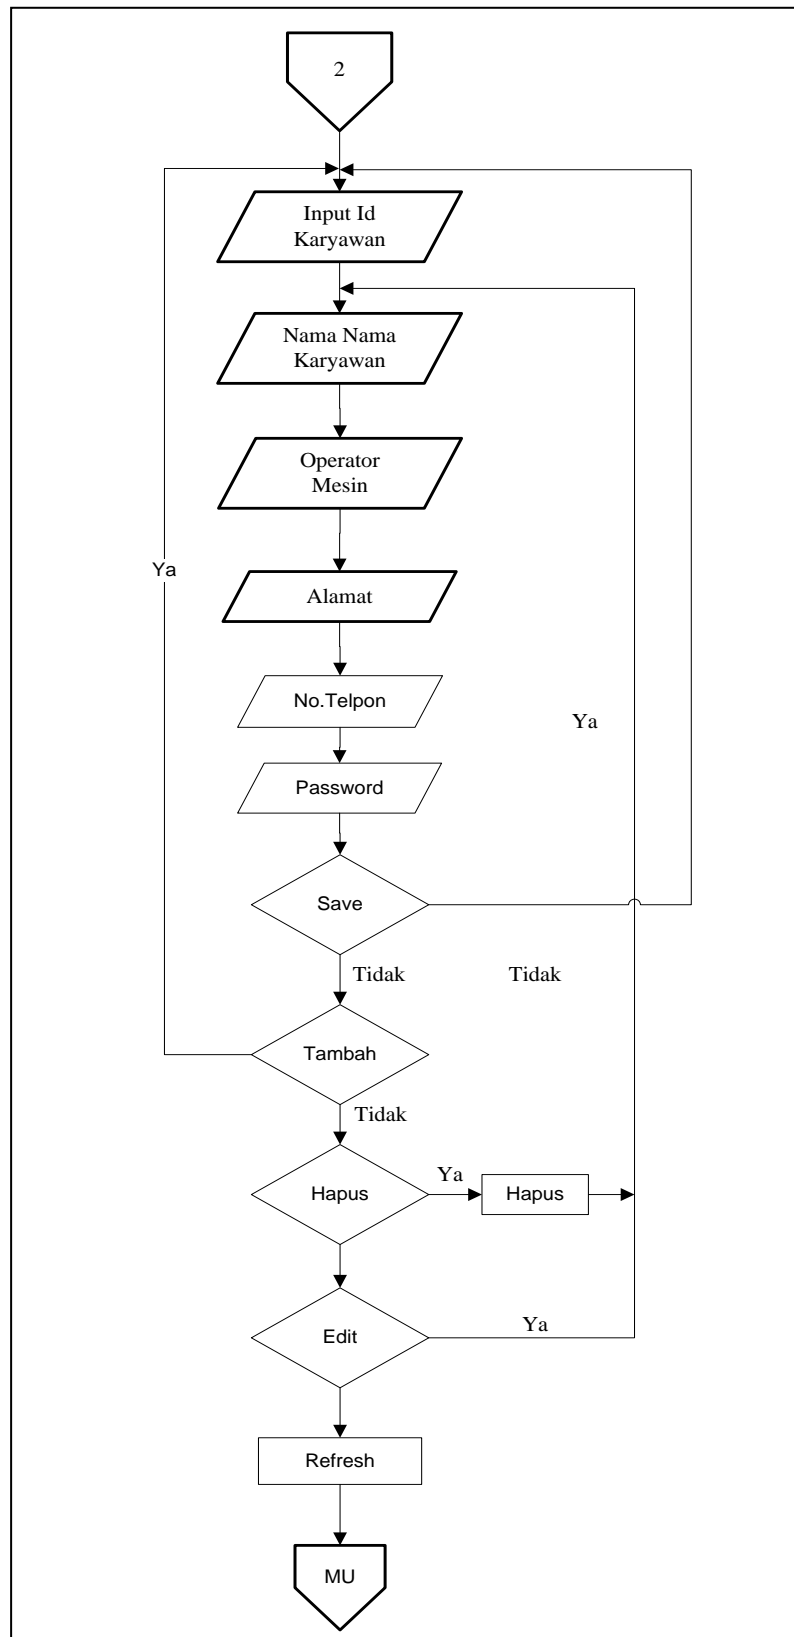 2
Input Id
Karyawan
Nama Nama
Karyawan
Operator
Mesin
Ya
Alamat
No.Telpon
Ya
Password
Save
Tidak
Tidak
Tambah
Tidak
Hapus
Ya
Hapus
Edit
Ya
Refresh
MU